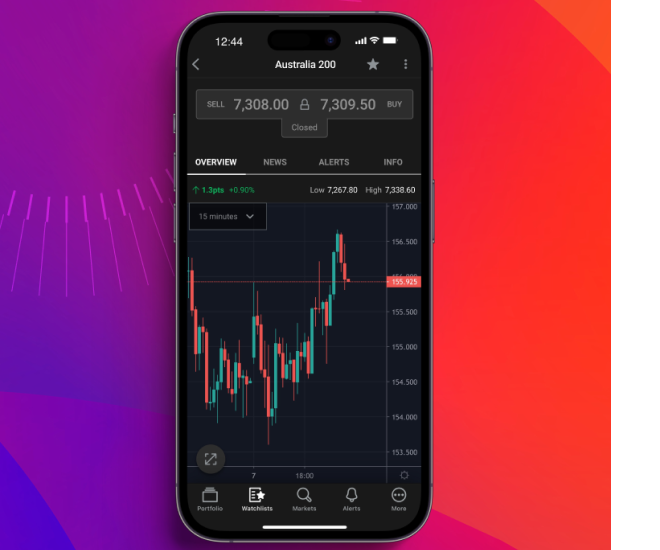 12:44
Australia 200
SELL 7,308.00 7,309.50 BUY
Closed
OVERVIEW NEWS ALERTS INFO
↑ 1.3pts +0.90% Low 7,267.80 High 7,338.60
15 minutes
157.000
156.500
155.925
155.500
155.000
154.500
154.000
153.500
7 18:00
Portfolio Watchlists Markets Alerts More